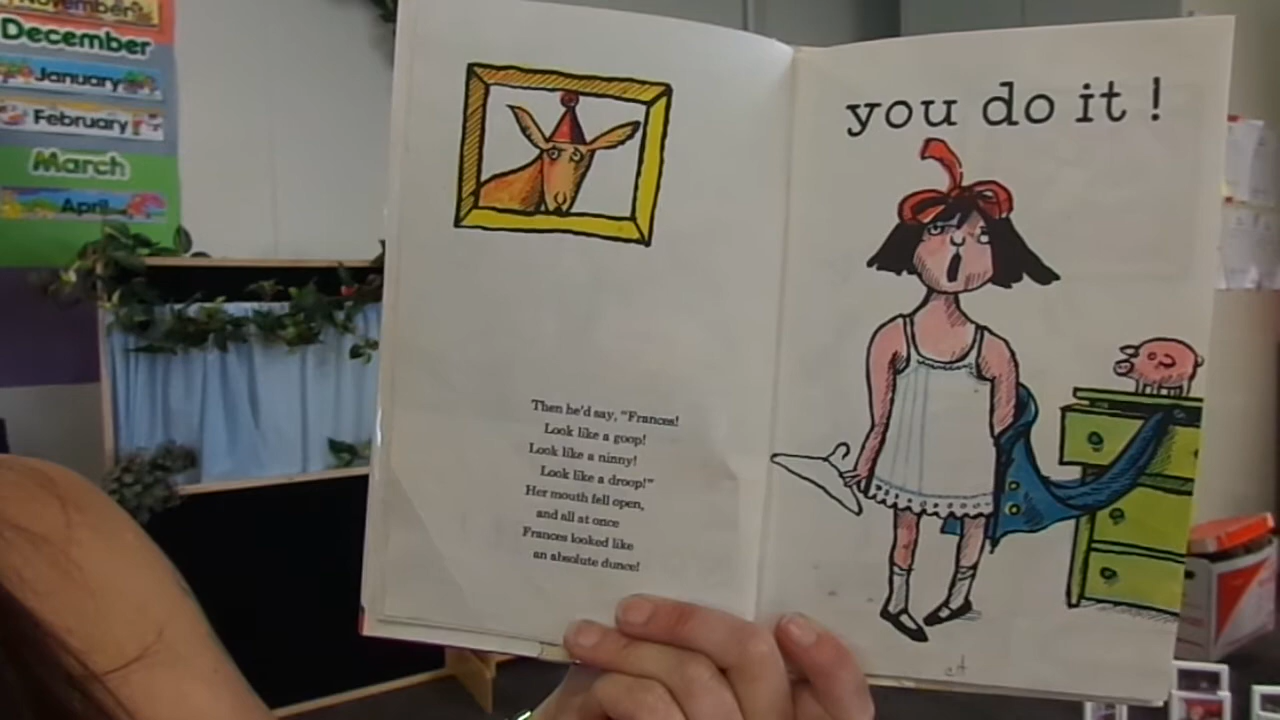 November
December
January
February
March
April
Then he'd say, "Frances!
Look like a goop!
Look like a ninny!
Look like a droop!"
Her mouth fell open,
and all at once
Frances looked like
an absolute dunce!
you do it!